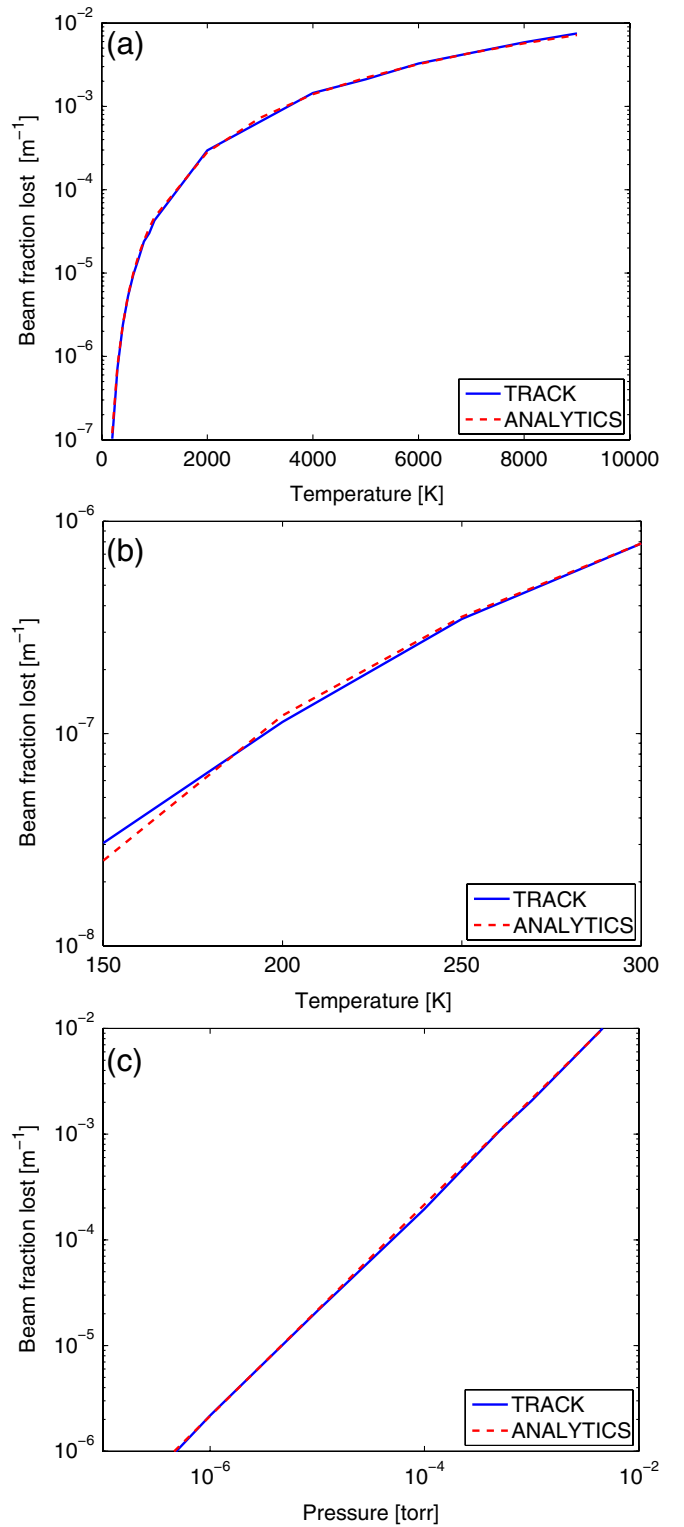 (a)
10⁻²
10⁻³
10⁻⁴
10⁻⁵
10⁻⁶
10⁻⁷
Beam fraction lost [m⁻¹]
TRACK
ANALYTICS
0 2000 4000 6000 8000 10000
Temperature [K]
(b)
10⁻⁶
10⁻⁷
10⁻⁸
Beam fraction lost [m⁻¹]
TRACK
ANALYTICS
150 200 250 300
Temperature [K]
(c)
10⁻²
10⁻³
10⁻⁴
10⁻⁵
10⁻⁶
Beam fraction lost [m⁻¹]
TRACK
ANALYTICS
10⁻⁶ 10⁻⁴ 10⁻²
Pressure [torr]